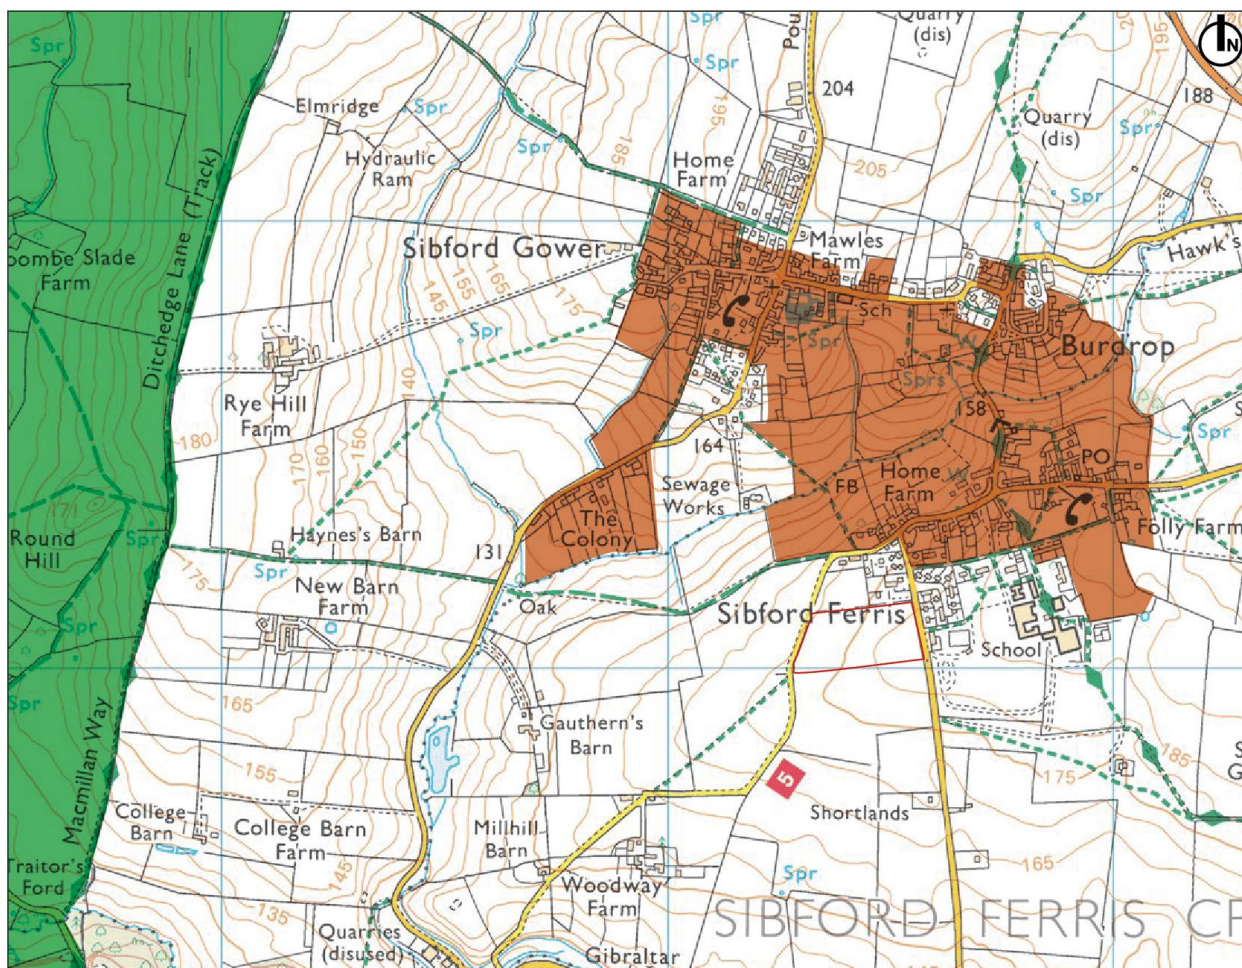 Spr
Elmridge
Hydraulic
Ram
Spr
Spr
185
195
Spr
Spr
Home
Farm
204
205
Quarry
(dis)
Quarry
(dis)
188
195
N
Spr
Spr
Hawk's
oombe Slade
Farm
Ditchedge Lane (Track)
Sibford Gower
Mawles
Farm
Sch
Spr
Sprs
W
Burdrop
145
155
165
175
Spr
140
Rye Hill
Farm
180
170
160
150
158
164
Sewage
Works
FB
Home
Farm
W
PO
Spr
Folly Farm
The
Colony
Round
Hill
171
Spr
Haynes's Barn
Spr
131
New Barn
Farm
Oak
175
Sibford Ferris
School
Spr
Spr
165
Macmillan Way
Gauthern's
Barn
155
5
175
185
Shortlands
College
Barn
College Barn
Farm
145
Millhill
Barn
Traitor's
Ford
135
Woodway
Farm
Spr
165
Quarries
(disused)
Gibraltar
SIBFORD FERRIS CP